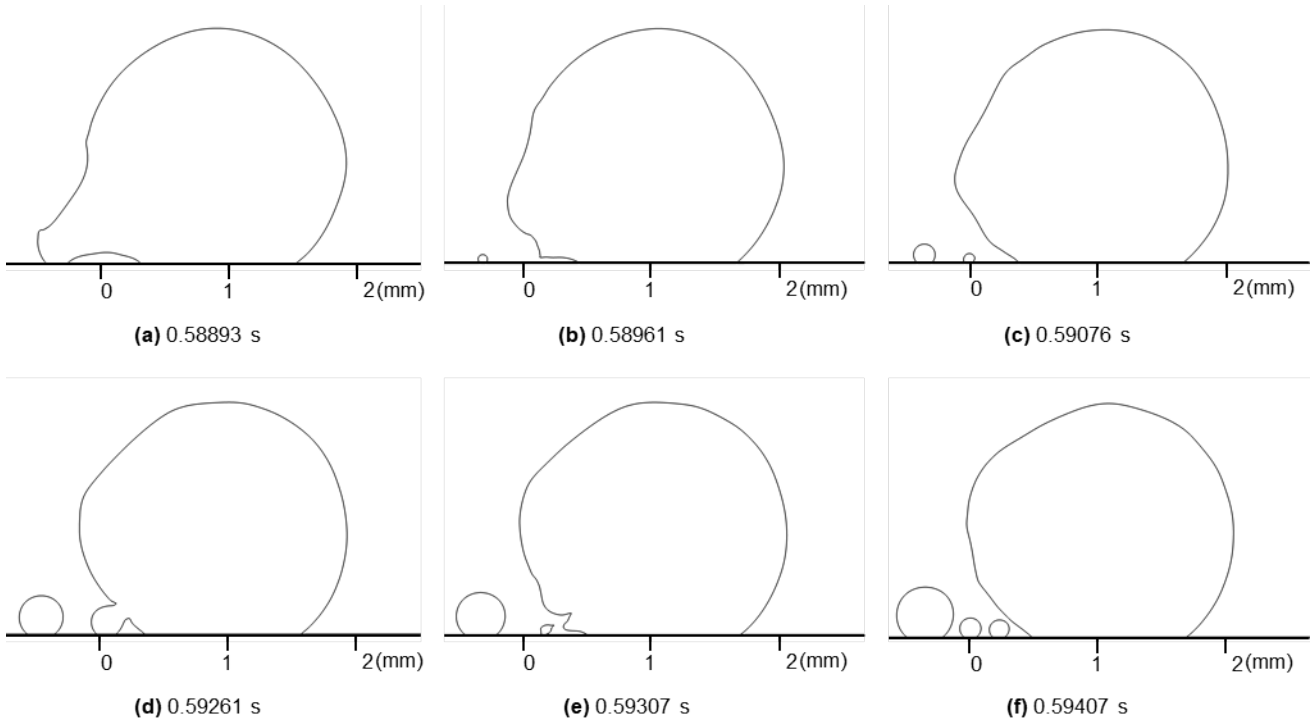 0 1 2(mm) 0 1 2(mm) 0 1 2(mm)
(a) 0.58893 s (b) 0.58961 s (c) 0.59076 s
0 1 2(mm) 0 1 2(mm) 0 1 2(mm)
(d) 0.59261 s (e) 0.59307 s (f) 0.59407 s